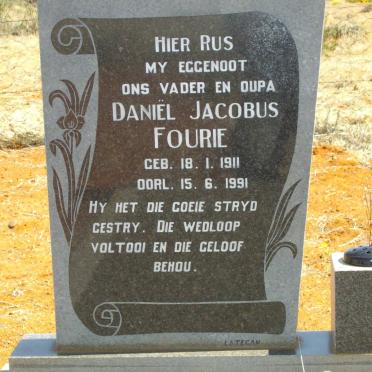 HIER RUS
MY EGGENOOT
ONS VADER EN OUPA
DANIËL JACOBUS
FOURIE
GEB. 18. 1. 1911
OORL. 15. 6. 1991
HY HET DIE GOEIE STRYD
GESTRY. DIE WEDLOOP
VOLTOOI EN DIE GELOOF
BEHOU.
LATEGAN